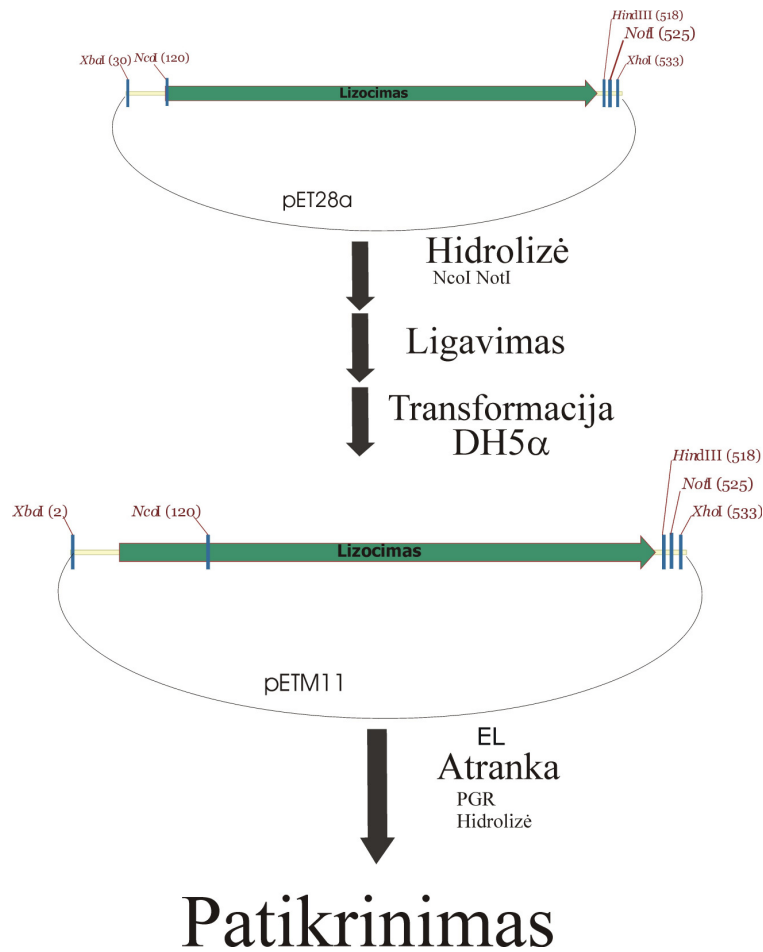 HindIII (518)
NotI (525)
XbaI (30) NcoI (120) XhoI (533)
Lizocimas
pET28a
Hidrolizė
NcoI NotI
Ligavimas
Transformacija
DH5α
HindIII (518)
NotI (525)
XbaI (2) NcoI (120) XhoI (533)
Lizocimas
pETM11
EL
Atranka
PGR
Hidrolizė
Patikrinimas